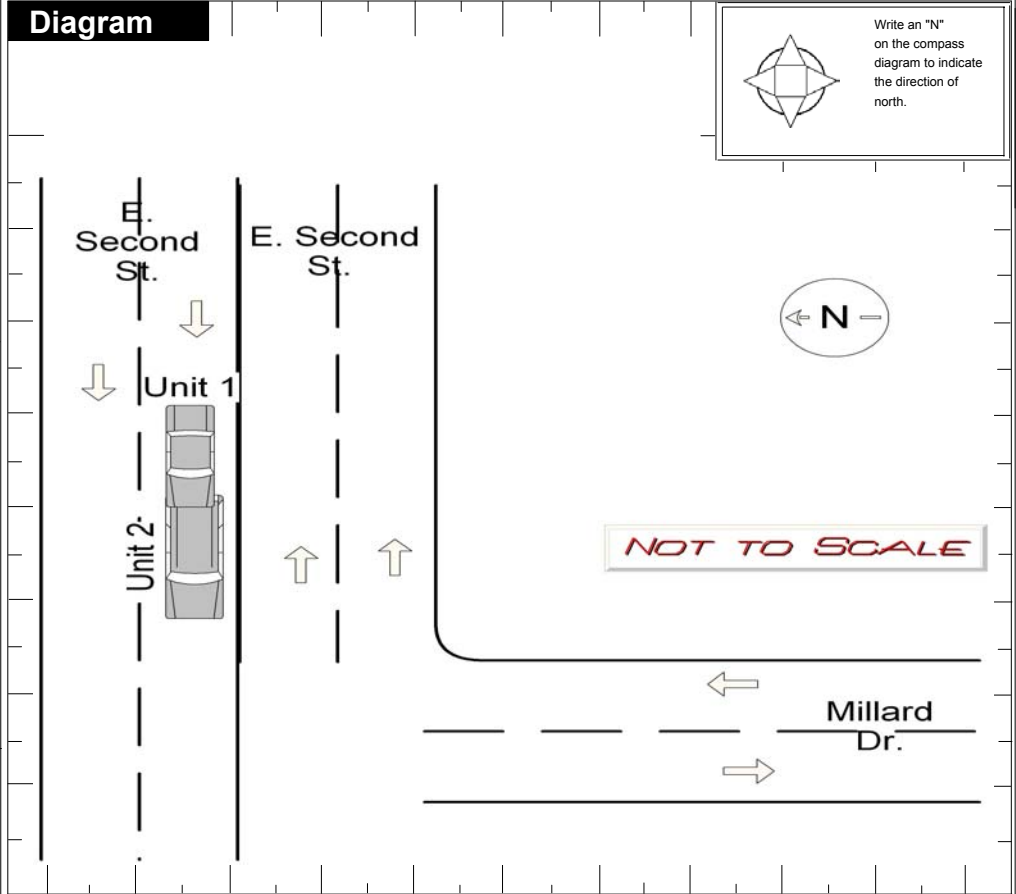 Diagram
Write an "N"
on the compass
diagram to indicate
the direction of
north.
E.
Second
St.
E. Second
St.
N
Unit 1
Unit 2
NOT TO SCALE
Millard
Dr.